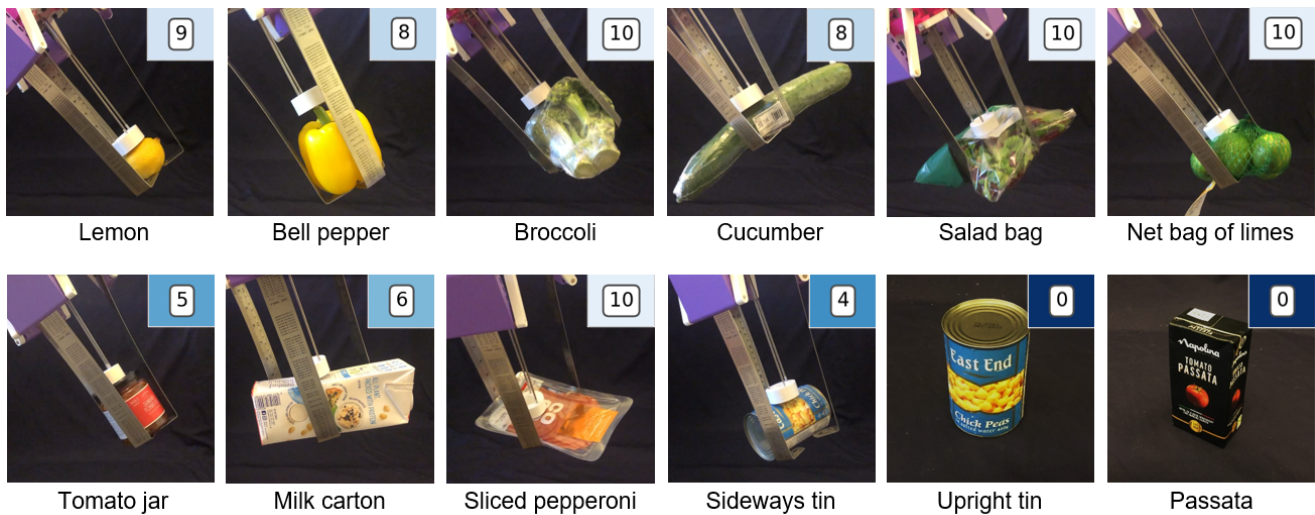 9
8
10
8
10
10
Lemon
Bell pepper
Broccoli
Cucumber
Salad bag
Net bag of limes
5
6
10
4
0
0
East End
Chick Peas
Napolina
TOMATO
PASSATA
Tomato jar
Milk carton
Sliced pepperoni
Sideways tin
Upright tin
Passata